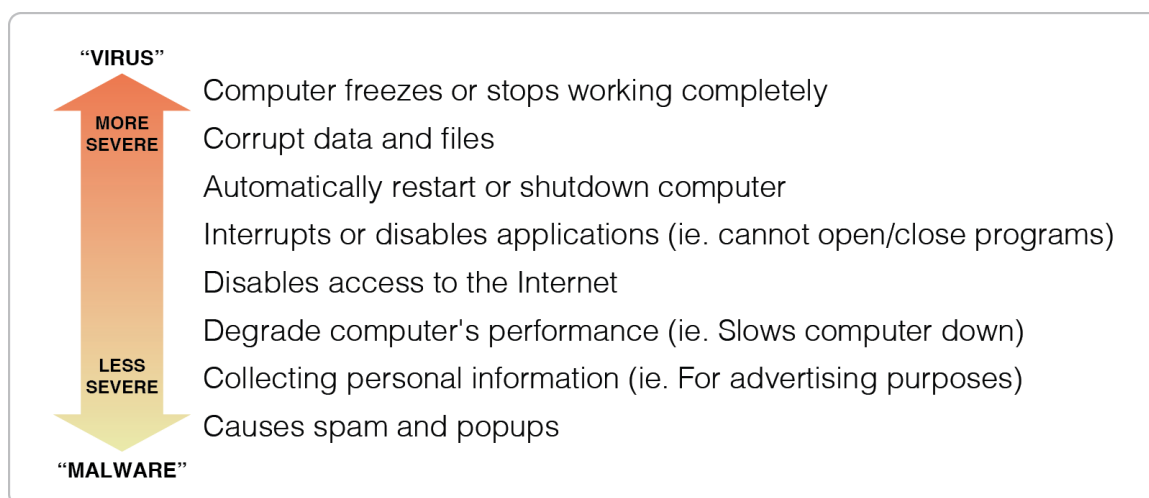 “VIRUS”
Computer freezes or stops working completely
MORE
SEVERE
Corrupt data and files
Automatically restart or shutdown computer
Interrupts or disables applications (ie. cannot open/close programs)
Disables access to the Internet
Degrade computer's performance (ie. Slows computer down)
LESS
SEVERE
Collecting personal information (ie. For advertising purposes)
Causes spam and popups
“MALWARE”